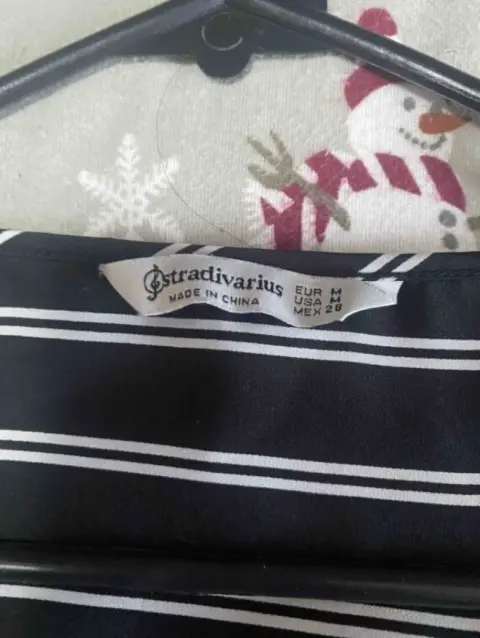 stradivarius
MADE IN CHINA
EUR M
USA M
MEX 28